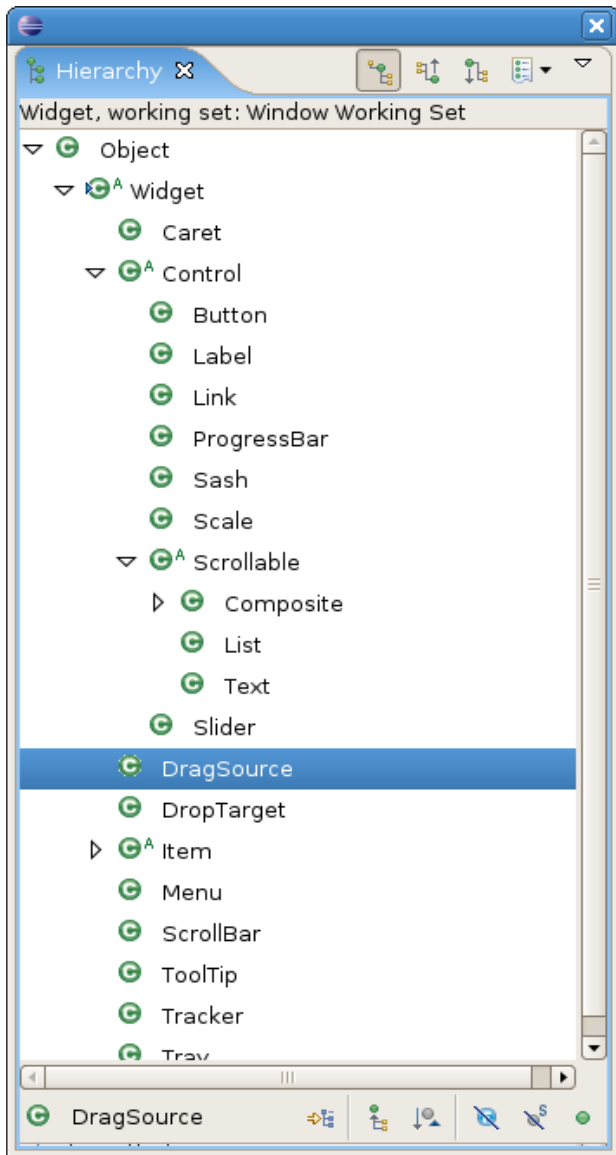 Hierarchy
Widget, working set: Window Working Set
Object
A Widget
Caret
A Control
Button
Label
Link
ProgressBar
Sash
Scale
A Scrollable
Composite
List
Text
Slider
DragSource
DropTarget
A Item
Menu
ScrollBar
ToolTip
Tracker
Tray
DragSource